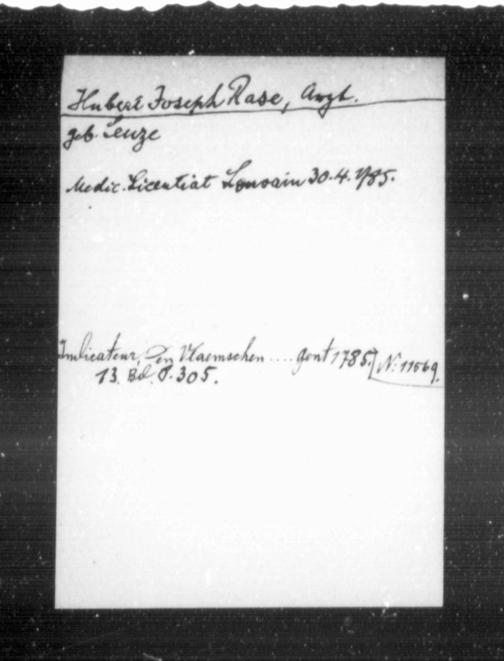 Hubert Joseph Rase, Arzt.
geb. Leuze
Medic. Licentiat Louvain 30.4.1785.
Indicateur, Den Vlaemschen .... gent 1785] N: 11569.
13. Bd. P. 305.